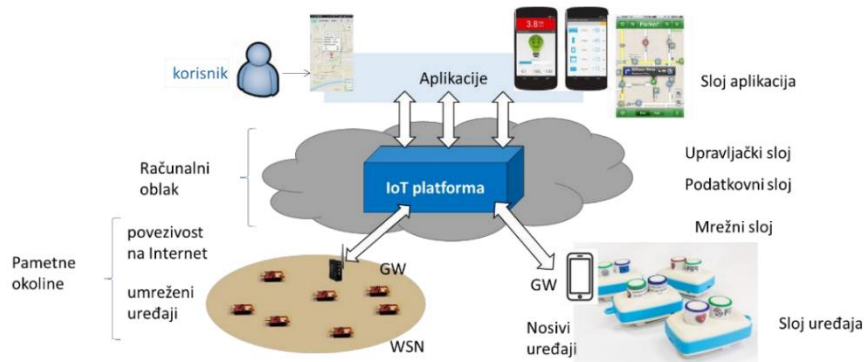 korisnik
Aplikacije
3.8
Sloj aplikacija
Računalni
oblak
IoT platforma
Upravljački sloj
Podatkovni sloj
Mrežni sloj
Pametne
okoline
povezivost
na Internet
umreženi
uređaji
GW
WSN
GW
Nosivi
uređaji
Sloj uređaja